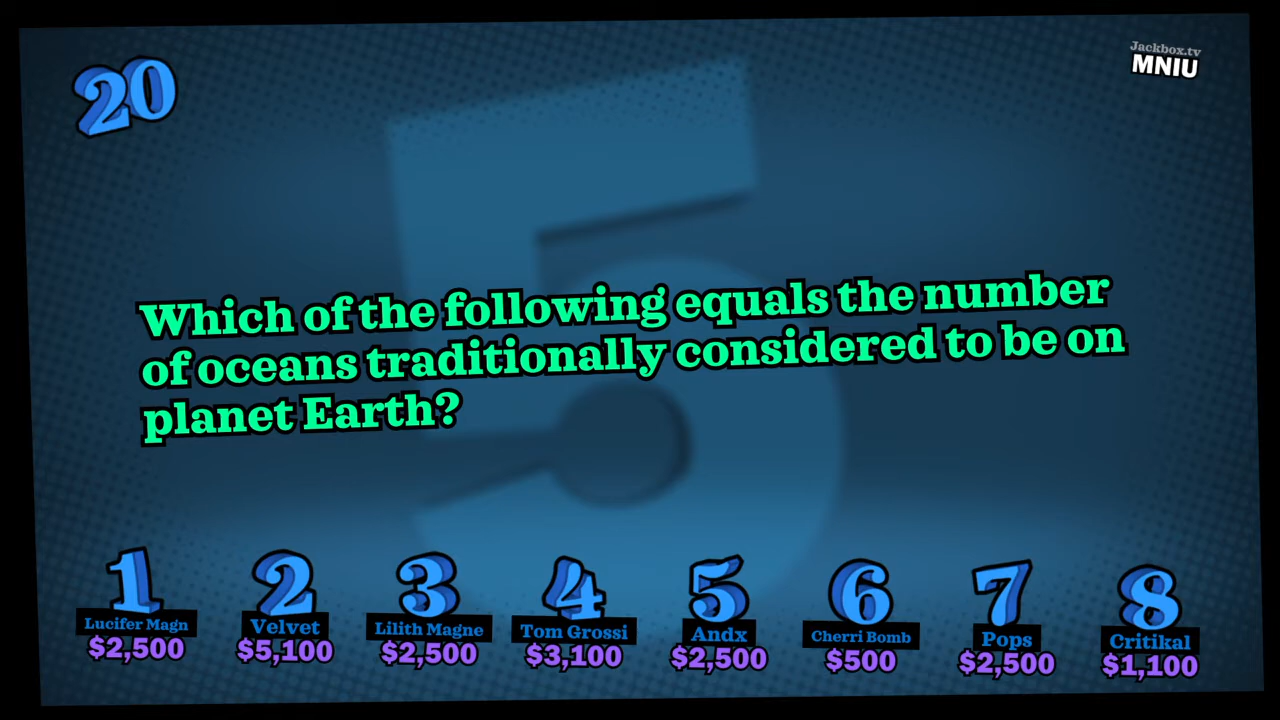 20
Jackbox.tv
MNIU
5
Which of the following equals the number
of oceans traditionally considered to be on
planet Earth?
1 2 3 4 5 6 7 8
Lucifer Magn Velvet Lilith Magne Tom Grossi Andx Cherri Bomb Pops Critikal
$2,500 $5,100 $2,500 $3,100 $2,500 $500 $2,500 $1,100